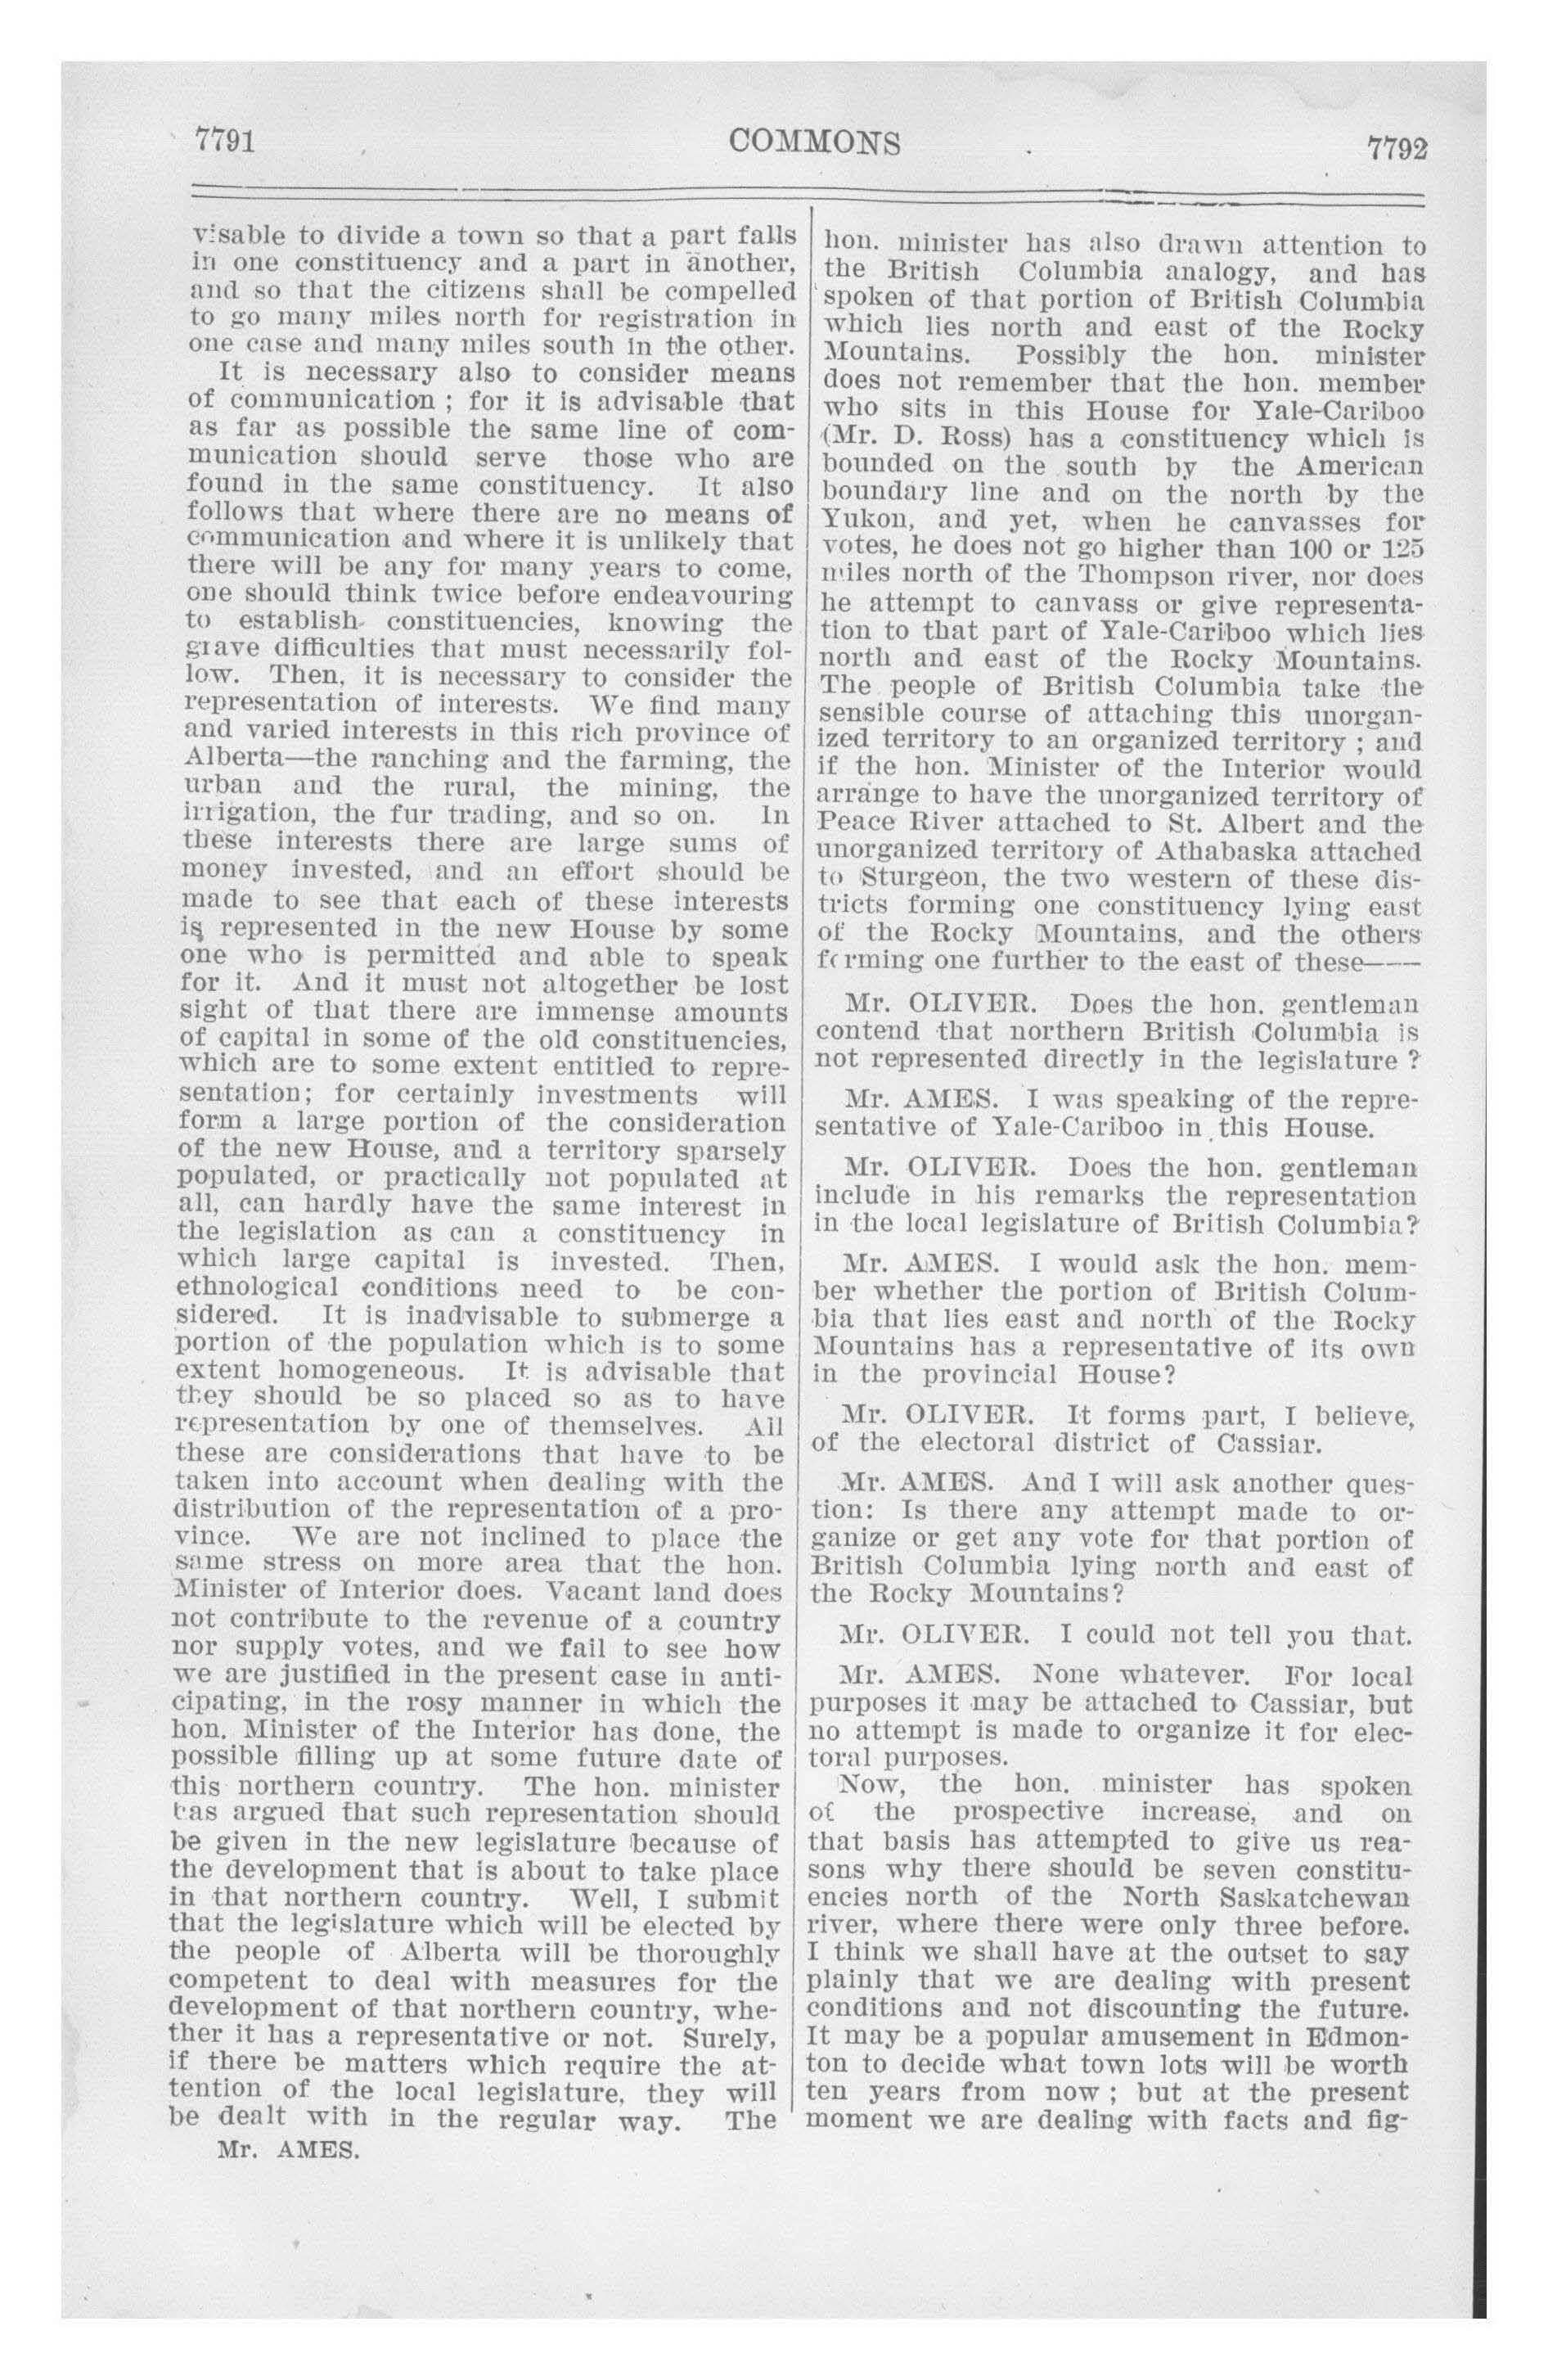 7791
COMMONS
7792
visable to divide a town so that a part falls
in one constituency and a part in another,
and so that the citizens shall be compelled
to go many miles north for registration in
one case and many miles south in the other.
It is necessary also to consider means
of communication ; for it is advisable that
as far as possible the same line of com-
munication should serve those who are
found in the same constituency. It also
follows that where there are no means of
communication and where it is unlikely that
there will be any for many years to come,
one should think twice before endeavouring
to establish constituencies, knowing the
grave difficulties that must necessarily fol-
low. Then, it is necessary to consider the
representation of interests. We find many
and varied interests in this rich province of
Alberta—the ranching and the farming, the
urban and the rural, the mining, the
irrigation, the fur trading, and so on. In
these interests there are large sums of
money invested, and an effort should be
made to see that each of these interests
is represented in the new House by some
one who is permitted and able to speak
for it. And it must not altogether be lost
sight of that there are immense amounts
of capital in some of the old constituencies,
which are to some extent entitled to repre-
sentation; for certainly investments will
form a large portion of the consideration
of the new House, and a territory sparsely
populated, or practically not populated at
all, can hardly have the same interest in
the legislation as can a constituency in
which large capital is invested. Then,
ethnological conditions need to be con-
sidered. It is inadvisable to submerge a
portion of the population which is to some
extent homogeneous. It is advisable that
they should be so placed so as to have
representation by one of themselves. All
these are considerations that have to be
taken into account when dealing with the
distribution of the representation of a pro-
vince. We are not inclined to place the
same stress on more area that the hon.
Minister of Interior does. Vacant land does
not contribute to the revenue of a country
nor supply votes, and we fail to see how
we are justified in the present case in anti-
cipating, in the rosy manner in which the
hon. Minister of the Interior has done, the
possible filling up at some future date of
this northern country. The hon. minister
has argued that such representation should
be given in the new legislature because of
the development that is about to take place
in that northern country. Well, I submit
that the legislature which will be elected by
the people of Alberta will be thoroughly
competent to deal with measures for the
development of that northern country, whe-
ther it has a representative or not. Surely,
if there be matters which require the at-
tention of the local legislature, they will
be dealt with in the regular way. The
Mr. AMES.
hon. minister has also drawn attention to
the British Columbia analogy, and has
spoken of that portion of British Columbia
which lies north and east of the Rocky
Mountains. Possibly the hon. minister
does not remember that the hon. member
who sits in this House for Yale-Cariboo
(Mr. D. Ross) has a constituency which is
bounded on the south by the American
boundary line and on the north by the
Yukon, and yet, when he canvasses for
votes, he does not go higher than 100 or 125
miles north of the Thompson river, nor does
he attempt to canvass or give representa-
tion to that part of Yale-Cariboo which lies
north and east of the Rocky Mountains.
The people of British Columbia take the
sensible course of attaching this unorgan-
ized territory to an organized territory ; and
if the hon. Minister of the Interior would
arrange to have the unorganized territory of
Peace River attached to St. Albert and the
unorganized territory of Athabaska attached
to Sturgeon, the two western of these dis-
tricts forming one constituency lying east
of the Rocky Mountains, and the others
forming one further to the east of these——
Mr. OLIVER. Does the hon. gentleman
contend that northern British Columbia is
not represented directly in the legislature ?
Mr. AMES. I was speaking of the repre-
sentative of Yale-Cariboo in this House.
Mr. OLIVER. Does the hon. gentleman
include in his remarks the representation
in the local legislature of British Columbia?
Mr. AMES. I would ask the hon. mem-
ber whether the portion of British Colum-
bia that lies east and north of the Rocky
Mountains has a representative of its own
in the provincial House?
Mr. OLIVER. It forms part, I believe,
of the electoral district of Cassiar.
Mr. AMES. And I will ask another ques-
tion: Is there any attempt made to or-
ganize or get any vote for that portion of
British Columbia lying north and east of
the Rocky Mountains?
Mr. OLIVER. I could not tell you that.
Mr. AMES. None whatever. For local
purposes it may be attached to Cassiar, but
no attempt is made to organize it for elec-
toral purposes.
Now, the hon. minister has spoken
of the prospective increase, and on
that basis has attempted to give us rea-
sons why there should be seven constitu-
encies north of the North Saskatchewan
river, where there were only three before.
I think we shall have at the outset to say
plainly that we are dealing with present
conditions and not discounting the future.
It may be a popular amusement in Edmon-
ton to decide what town lots will be worth
ten years from now ; but at the present
moment we are dealing with facts and fig-